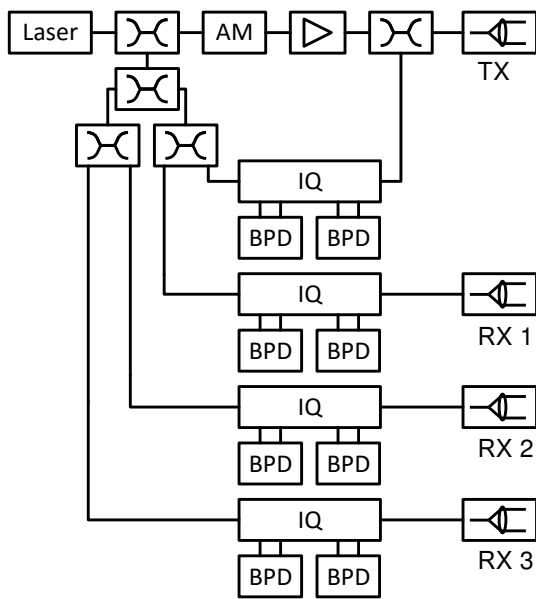 Laser
AM
TX
IQ
BPD BPD
IQ
RX 1
BPD BPD
IQ
RX 2
BPD BPD
IQ
RX 3
BPD BPD